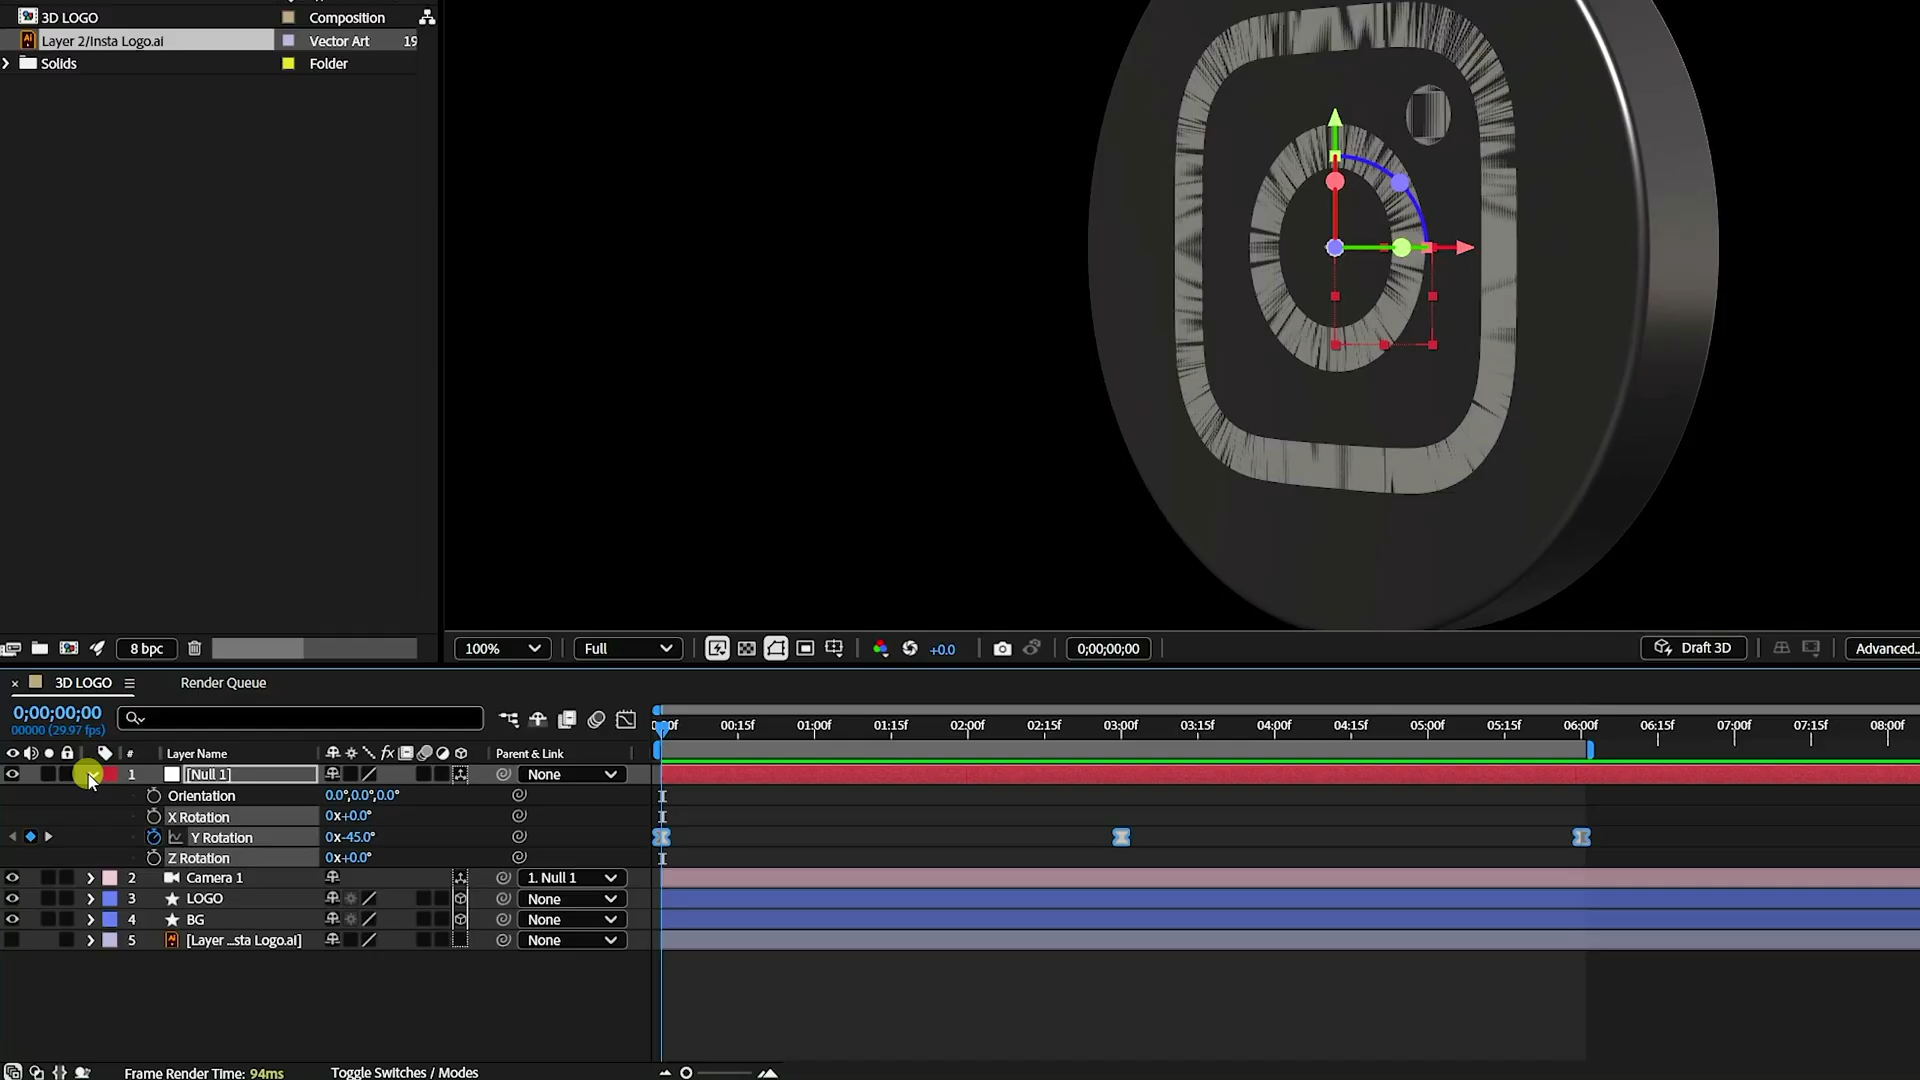 3D LOGO Composition
Layer 2/Insta Logo.ai Vector Art 19
Solids Folder
8 bpc
100% Full +0.0 0;00;00;00 Draft 3D Advanced...
3D LOGO Render Queue
0;00;00;00
00000 (29.97 fps)
00:15f 01:00f 01:15f 02:00f 02:15f 03:00f 03:15f 04:00f 04:15f 05:00f 05:15f 06:00f 06:15f 07:00f 07:15f 08:00f
# Layer Name fx Parent & Link
1 [Null 1] None
Orientation 0.0°,0.0°,0.0°
X Rotation 0x+0.0°
Y Rotation 0x-45.0°
Z Rotation 0x+0.0°
2 Camera 1 1. Null 1
3 LOGO None
4 BG None
5 [Layer ...sta Logo.ai] None
Frame Render Time: 94ms Toggle Switches / Modes